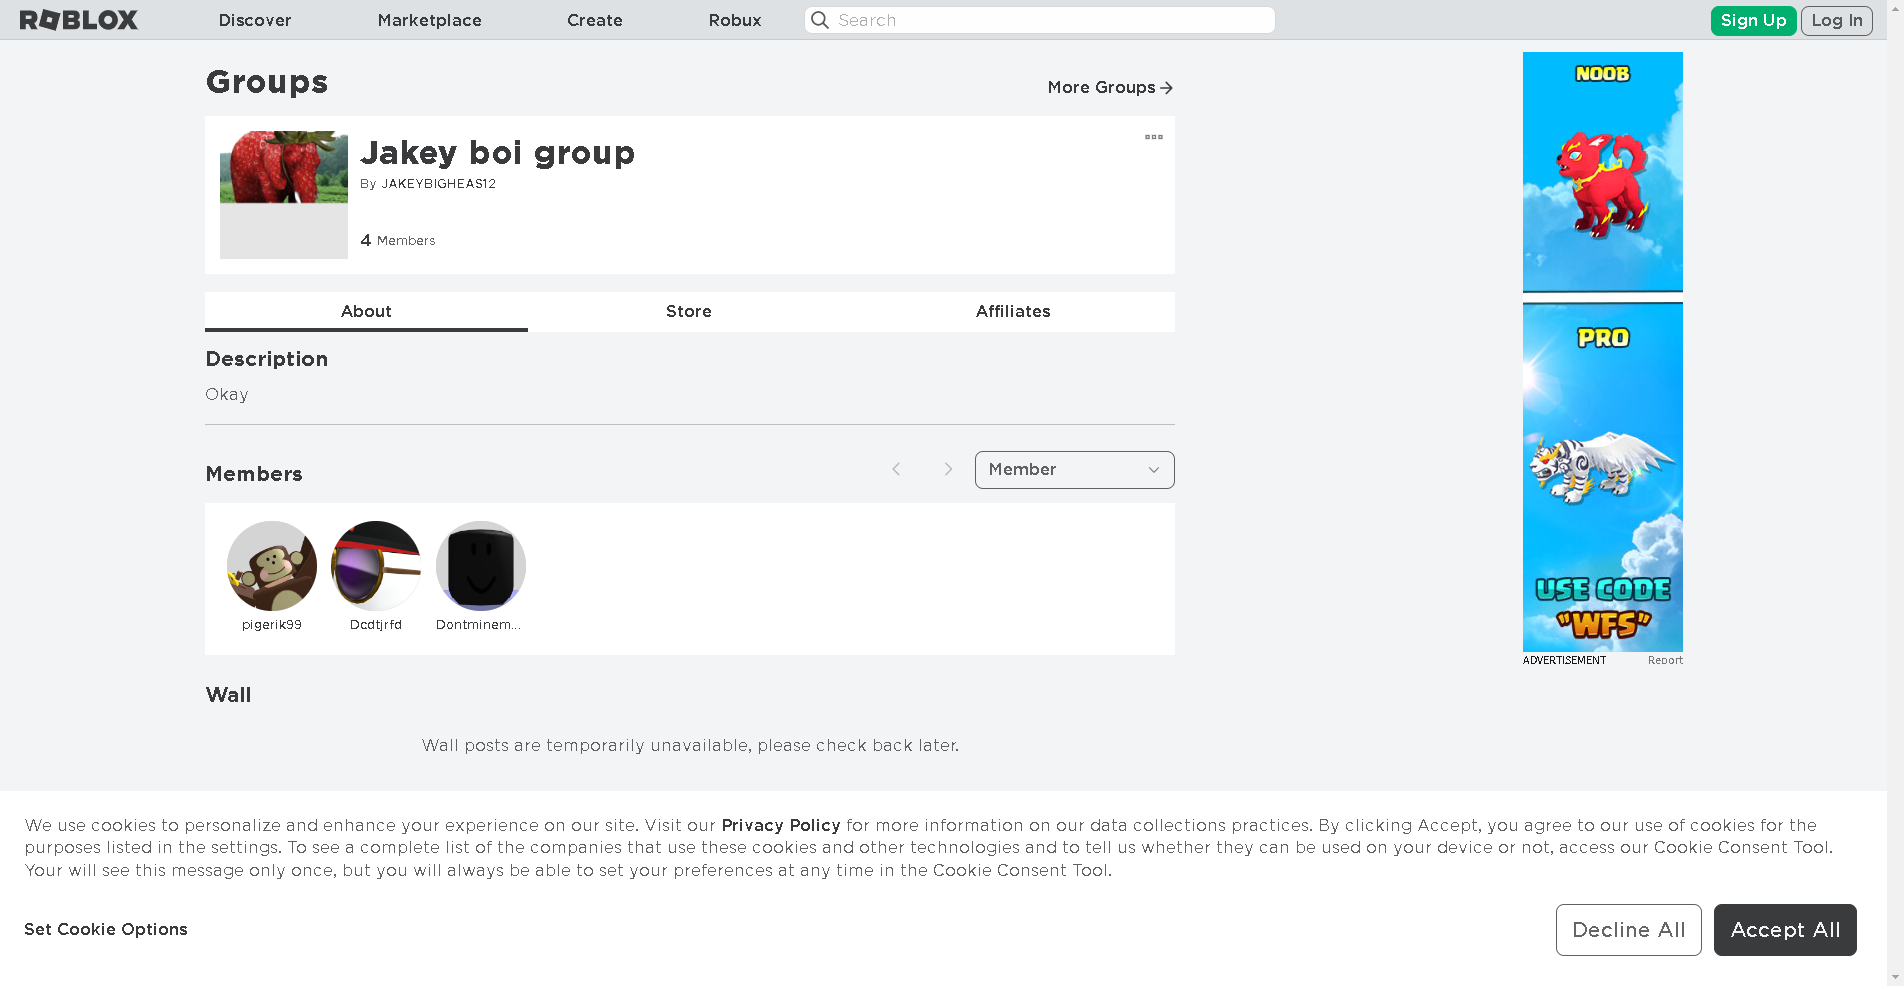 ROBLOX Discover Marketplace Create Robux Search Sign Up Log In
Groups
More Groups
Jakey boi group
By JAKEYBIGHEAS12
4 Members
About Store Affiliates
Description
Okay
Members
Member
pigerik99 Dcdtjrfd Dontminem...
Wall
Wall posts are temporarily unavailable, please check back later.
NOOB
PRO
USE CODE
"WFS"
ADVERTISEMENT Report
We use cookies to personalize and enhance your experience on our site. Visit our Privacy Policy for more information on our data collections practices. By clicking Accept, you agree to our use of cookies for the
purposes listed in the settings. To see a complete list of the companies that use these cookies and other technologies and to tell us whether they can be used on your device or not, access our Cookie Consent Tool.
Your will see this message only once, but you will always be able to set your preferences at any time in the Cookie Consent Tool.
Set Cookie Options
Decline All
Accept All